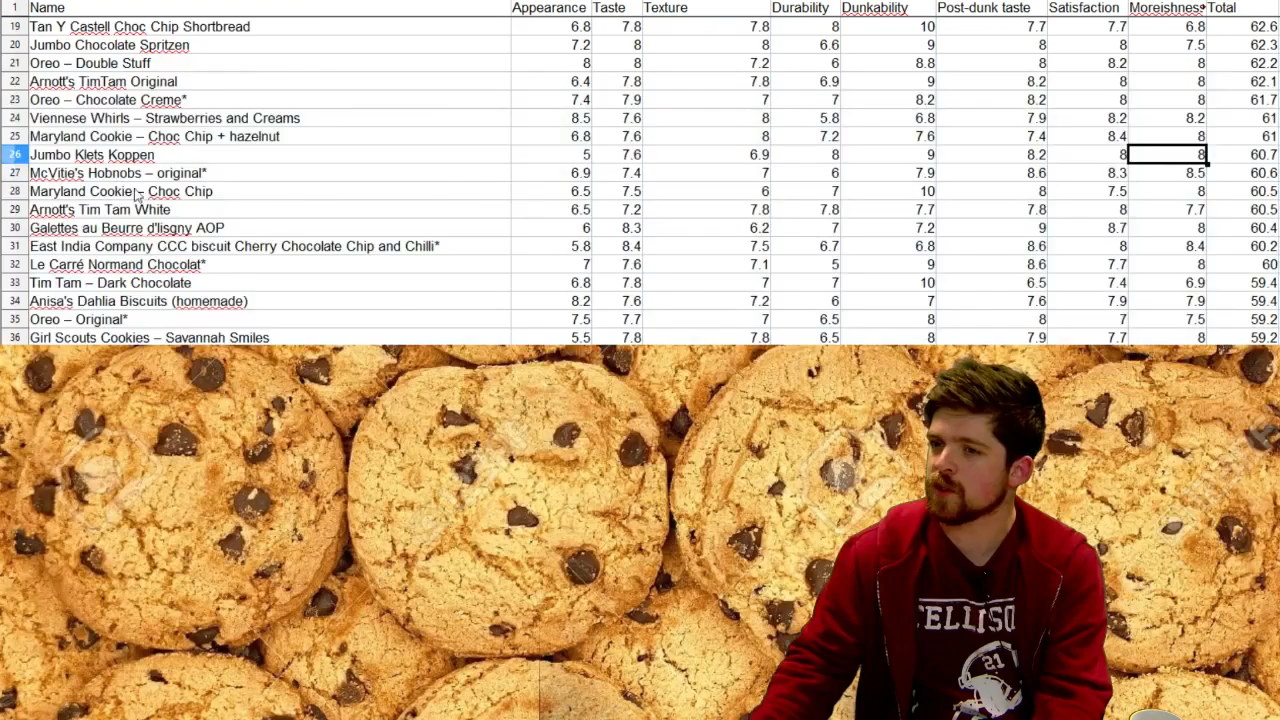 1 Name Appearance Taste Texture Durability Dunkability Post-dunk taste Satisfaction Moreishness Total
19 Tan Y Castell Choc Chip Shortbread 6.8 7.8 7.8 8 10 7.7 7.7 6.8 62.6
20 Jumbo Chocolate Spritzen 7.2 8 8 6.6 9 8 8 7.5 62.3
21 Oreo – Double Stuff 8 8 7.2 6 8.8 8 8.2 8 62.2
22 Arnott's TimTam Original 6.4 7.8 7.8 6.9 9 8.2 8 8 62.1
23 Oreo – Chocolate Creme* 7.4 7.9 7 7 8.2 8.2 8 8 61.7
24 Viennese Whirls – Strawberries and Creams 8.5 7.6 8 5.8 6.8 7.9 8.2 8.2 61
25 Maryland Cookie – Choc Chip + hazelnut 6.8 7.6 8 7.2 7.6 7.4 8.4 8 61
26 Jumbo Klets Koppen 5 7.6 6.9 8 9 8.2 8 8 60.7
27 McVitie's Hobnobs – original* 6.9 7.4 7 6 7.9 8.6 8.3 8.5 60.6
28 Maryland Cookie – Choc Chip 6.5 7.5 6 7 10 8 7.5 8 60.5
29 Arnott's Tim Tam White 6.5 7.2 7.8 7.8 7.7 7.8 8 7.7 60.5
30 Galettes au Beurre d'lisgny AOP 6 8.3 6.2 7 7.2 9 8.7 8 60.4
31 East India Company CCC biscuit Cherry Chocolate Chip and Chilli* 5.8 8.4 7.5 6.7 6.8 8.6 8 8.4 60.2
32 Le Carré Normand Chocolat* 7 7.6 7.1 5 9 8.6 7.7 8 60
33 Tim Tam – Dark Chocolate 6.8 7.8 7 7 10 6.5 7.4 6.9 59.4
34 Anisa's Dahlia Biscuits (homemade) 8.2 7.6 7.2 6 7 7.6 7.9 7.9 59.4
35 Oreo – Original* 7.5 7.7 7 6.5 8 8 7 7.5 59.2
36 Girl Scouts Cookies – Savannah Smiles 5.5 7.8 7.8 6.5 8 7.9 7.7 8 59.2
21